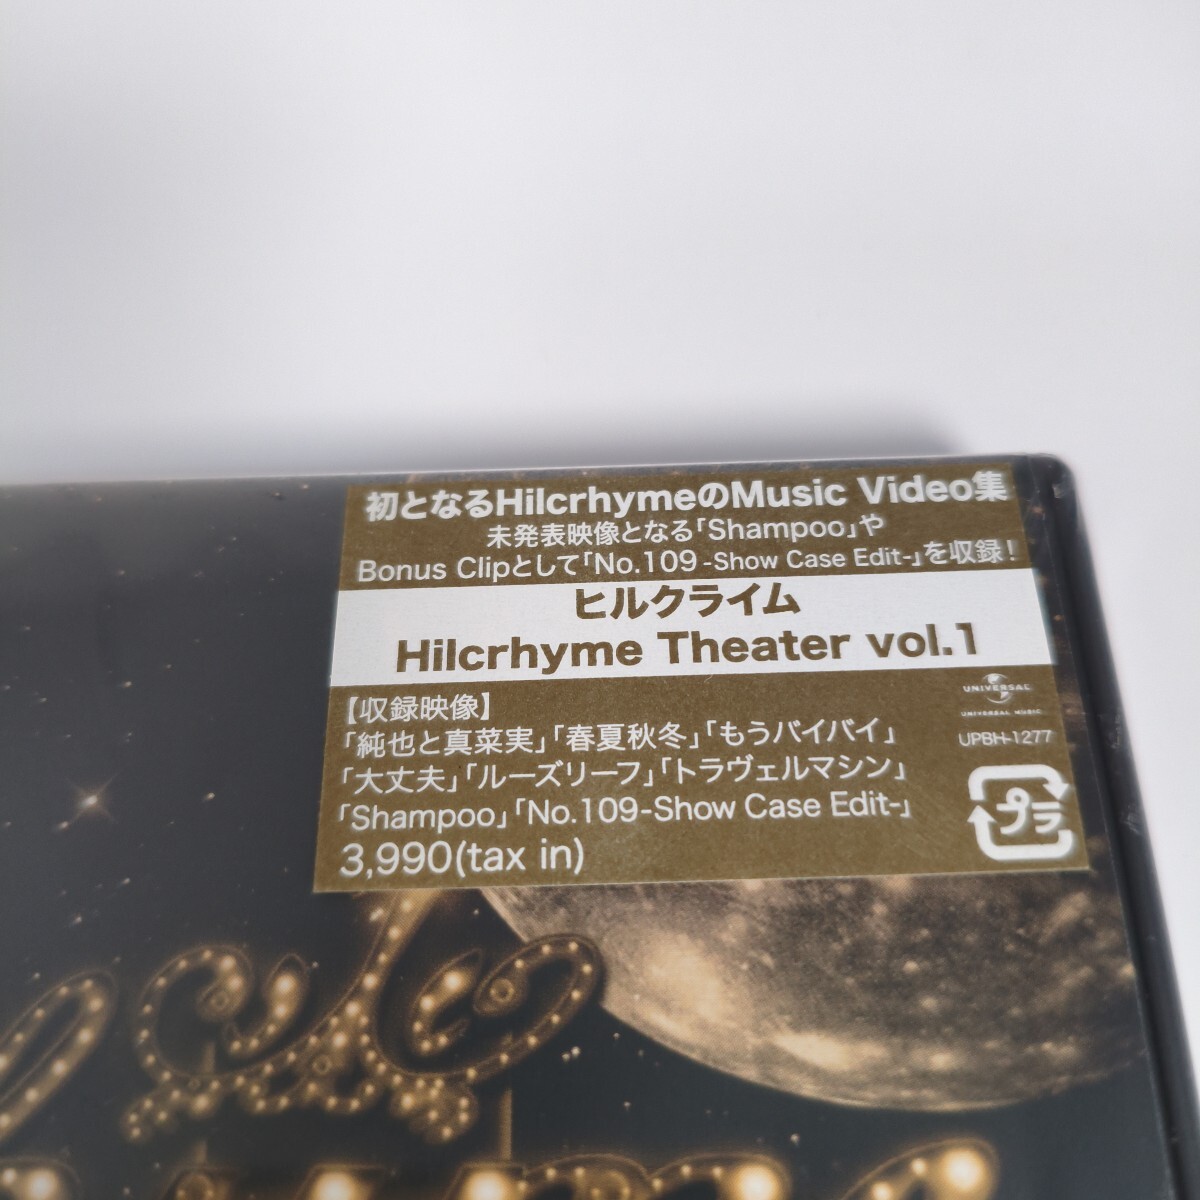 初となるHilcrhymeのMusic Video集
未発表映像となる「Shampoo」や
Bonus Clipとして「No.109 -Show Case Edit-」を収録!
ヒルクライム
Hilcrhyme Theater vol.1
【収録映像】
「純也と真菜実」「春夏秋冬」「もうバイバイ」
「大丈夫」「ルーズリーフ」「トラヴェルマシン」
「Shampoo」「No.109-Show Case Edit-」
3,990(tax in)
UNIVERSAL
UNIVERSAL MUSIC
UPBH-1277
プラ